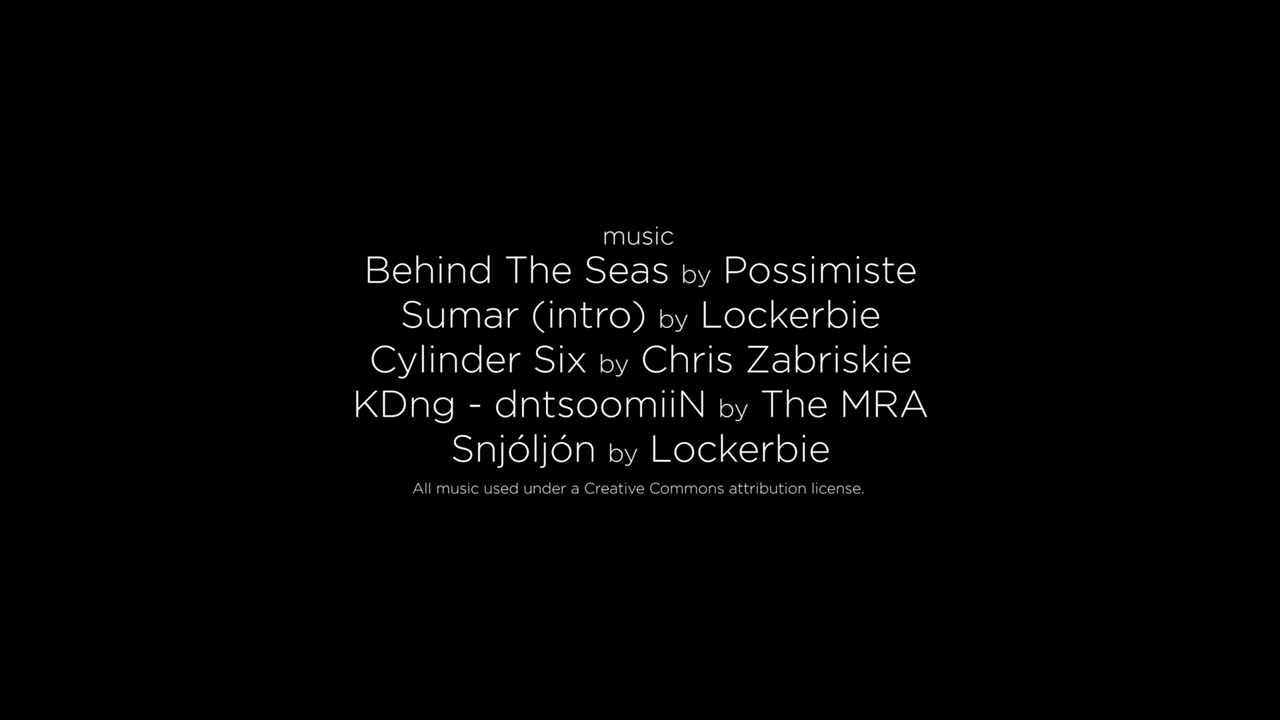 music
Behind The Seas by Possimiste
Sumar (intro) by Lockerbie
Cylinder Six by Chris Zabriskie
KDng - dntsoomiiN by The MRA
Snjóljón by Lockerbie
All music used under a Creative Commons attribution license.